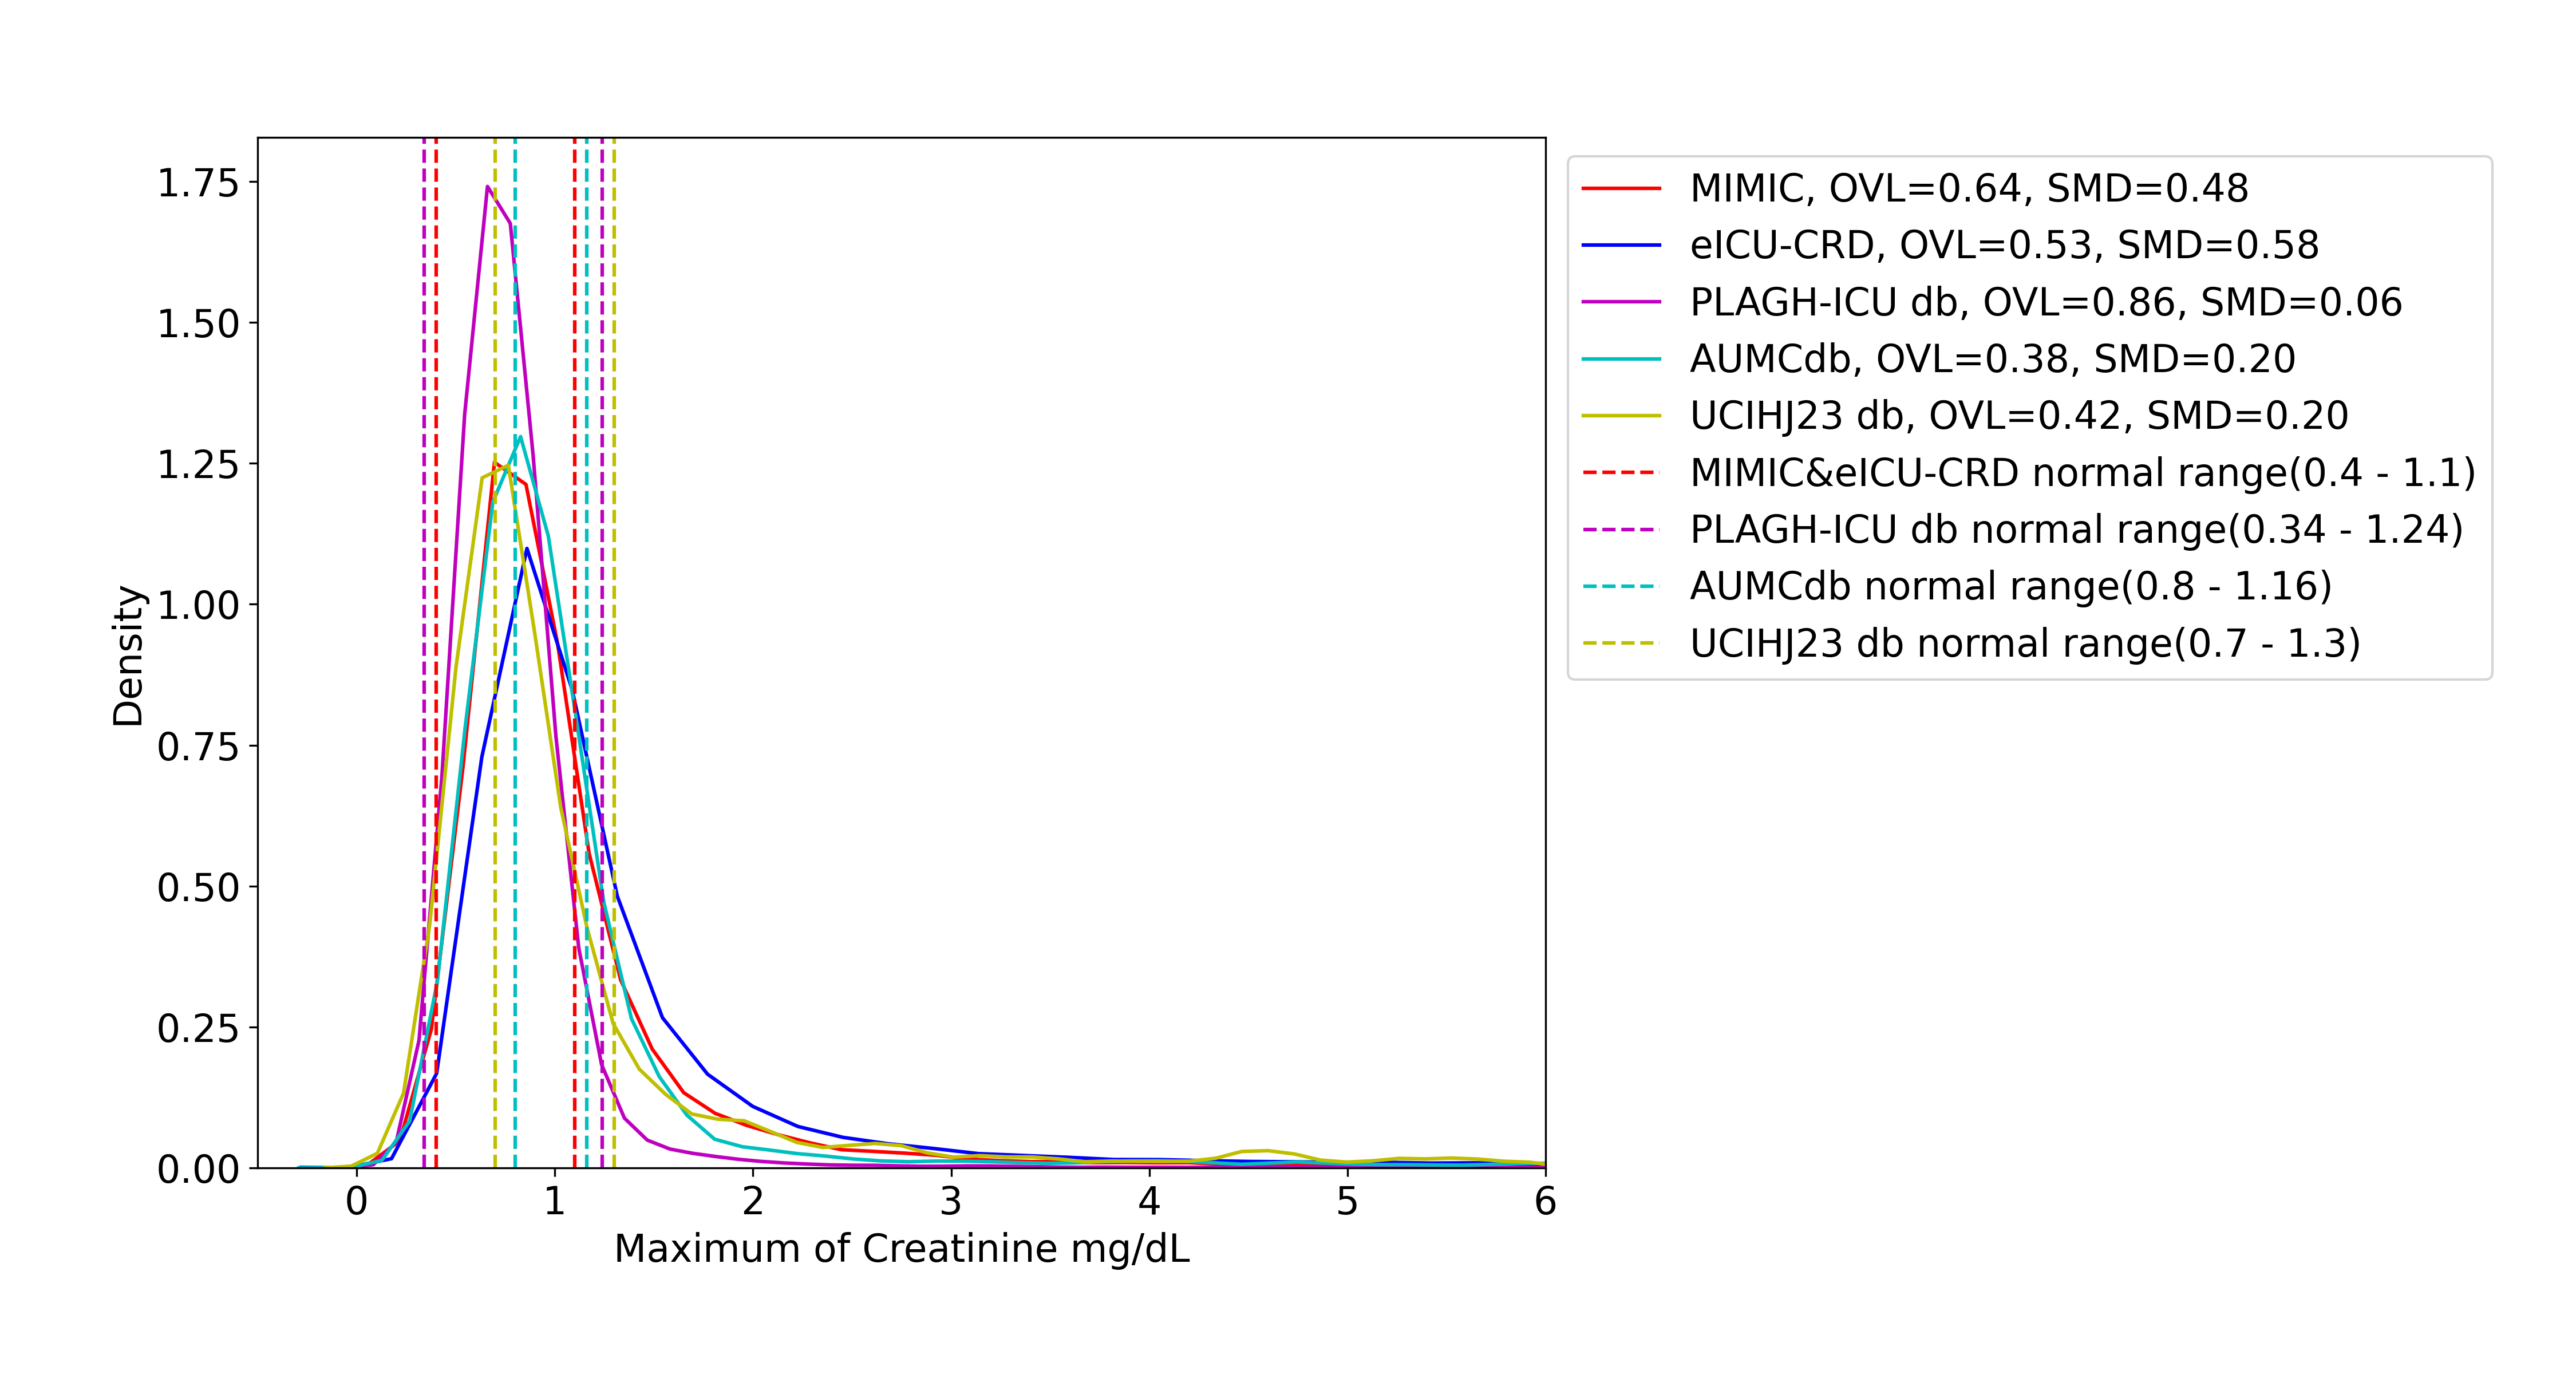 1.75
1.50
1.25
1.00
0.75
0.50
0.25
0.00
Density
0 1 2 3 4 5 6
Maximum of Creatinine mg/dL
MIMIC, OVL=0.64, SMD=0.48
eICU-CRD, OVL=0.53, SMD=0.58
PLAGH-ICU db, OVL=0.86, SMD=0.06
AUMCdb, OVL=0.38, SMD=0.20
UCIHJ23 db, OVL=0.42, SMD=0.20
MIMIC&eICU-CRD normal range(0.4 - 1.1)
PLAGH-ICU db normal range(0.34 - 1.24)
AUMCdb normal range(0.8 - 1.16)
UCIHJ23 db normal range(0.7 - 1.3)